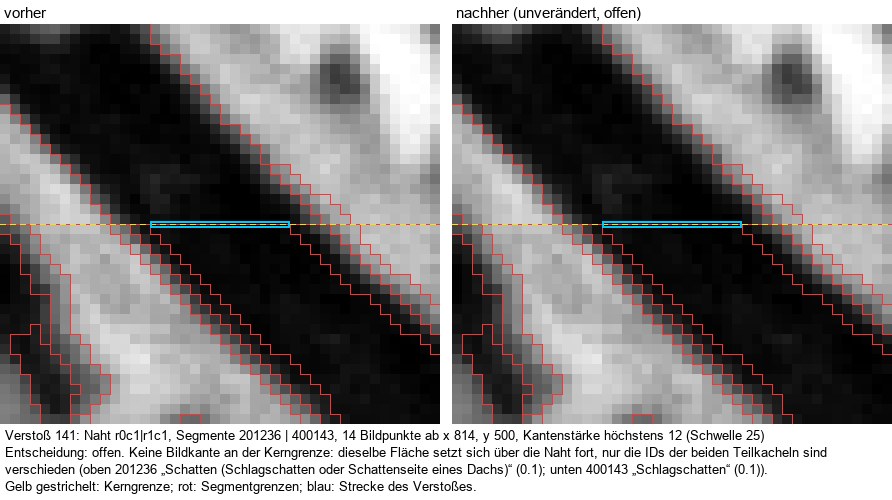 vorher
nachher (unverändert, offen)
Verstoß 141: Naht r0c1|r1c1, Segmente 201236 | 400143, 14 Bildpunkte ab x 814, y 500, Kantenstärke höchstens 12 (Schwelle 25)
Entscheidung: offen. Keine Bildkante an der Kerngrenze: dieselbe Fläche setzt sich über die Naht fort, nur die IDs der beiden Teilkacheln sind
verschieden (oben 201236 „Schatten (Schlagschatten oder Schattenseite eines Dachs)“ (0.1); unten 400143 „Schlagschatten“ (0.1)).
Gelb gestrichelt: Kerngrenze; rot: Segmentgrenzen; blau: Strecke des Verstoßes.